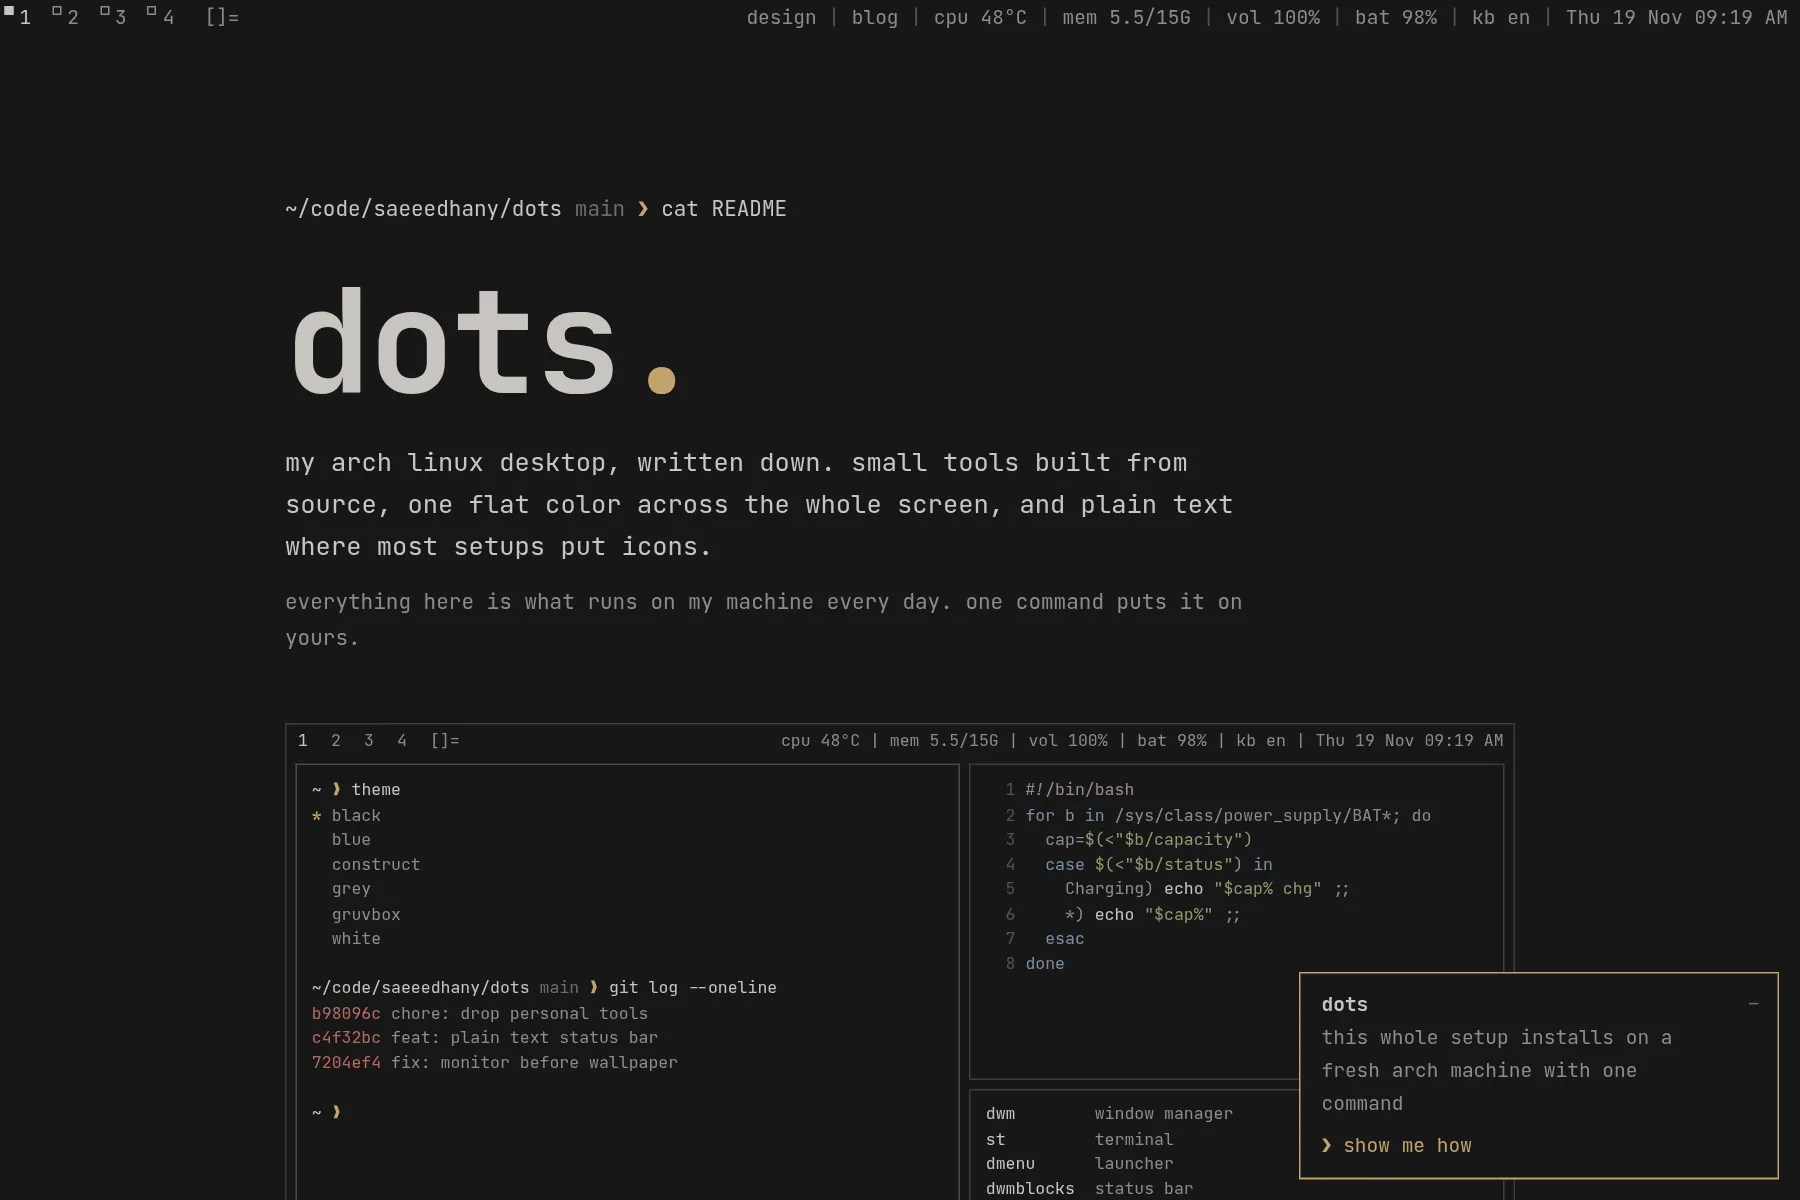 1 2 3 4 []= design | blog | cpu 48°C | mem 5.5/15G | vol 100% | bat 98% | kb en | Thu 19 Nov 09:19 AM
~/code/saeeedhany/dots main ❯ cat README
dots.
my arch linux desktop, written down. small tools built from
source, one flat color across the whole screen, and plain text
where most setups put icons.
everything here is what runs on my machine every day. one command puts it on
yours.
1 2 3 4 []= cpu 48°C | mem 5.5/15G | vol 100% | bat 98% | kb en | Thu 19 Nov 09:19 AM
~ ❯ theme
* black
blue
construct
grey
gruvbox
white
~/code/saeeedhany/dots main ❯ git log --oneline
b98096c chore: drop personal tools
c4f32bc feat: plain text status bar
7204ef4 fix: monitor before wallpaper
~ ❯
1 #!/bin/bash
2 for b in /sys/class/power_supply/BAT*; do
3 cap=$(<"$b/capacity")
4 case $(<"$b/status") in
5 Charging) echo "$cap% chg" ;;
6 *) echo "$cap%" ;;
7 esac
8 done
dwm window manager
st terminal
dmenu launcher
dwmblocks status bar
dots −
this whole setup installs on a
fresh arch machine with one
command
❯ show me how